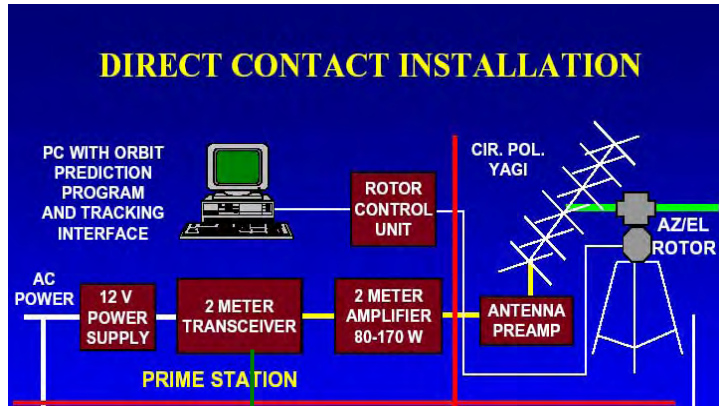 DIRECT CONTACT INSTALLATION
PC WITH ORBIT
PREDICTION
PROGRAM
AND TRACKING
INTERFACE
ROTOR
CONTROL
UNIT
CIR. POL.
YAGI
AZ/EL
ROTOR
AC
POWER
12 V
POWER
SUPPLY
2 METER
TRANSCEIVER
2 METER
AMPLIFIER
80-170 W
ANTENNA
PREAMP
PRIME STATION